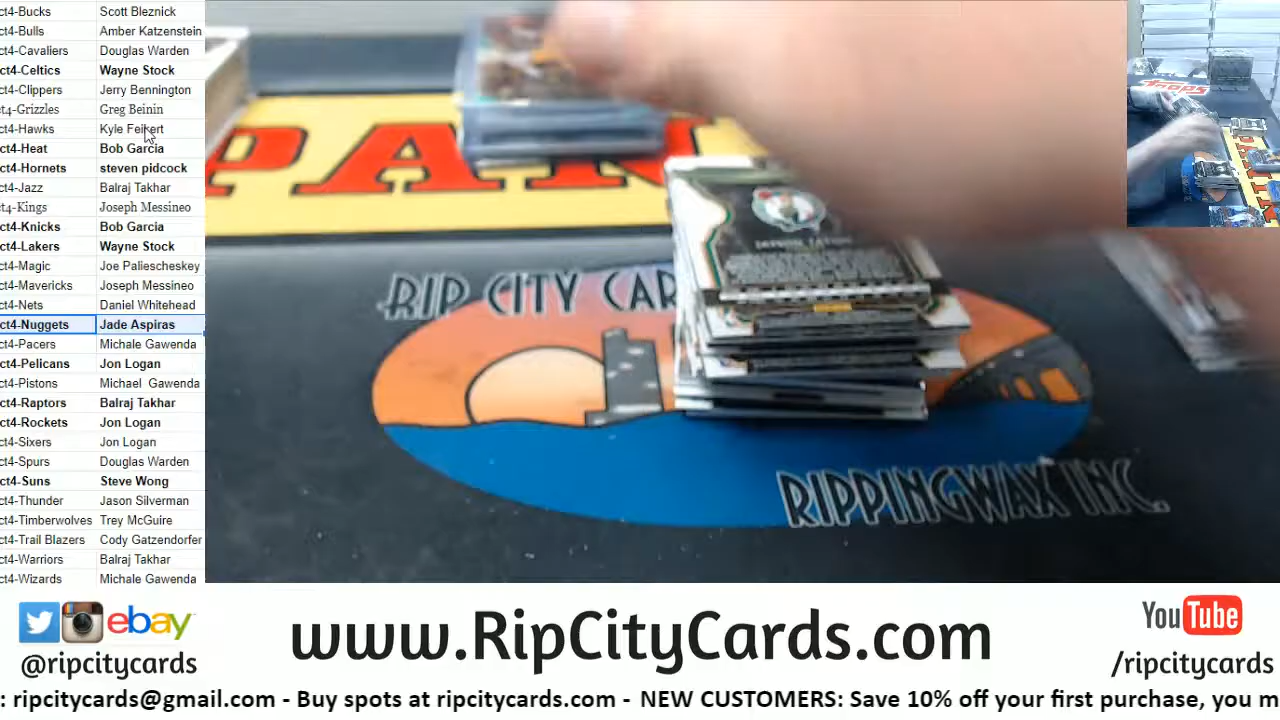 ct4-Bucks Scott Bleznick
ct4-Bulls Amber Katzenstein
ct4-Cavaliers Douglas Warden
ct4-Celtics Wayne Stock
ct4-Clippers Jerry Bennington
ct4-Grizzles Greg Beinin
ct4-Hawks Kyle Feikert
ct4-Heat Bob Garcia
ct4-Hornets steven pidcock
ct4-Jazz Balraj Takhar
ct4-Kings Joseph Messineo
ct4-Knicks Bob Garcia
ct4-Lakers Wayne Stock
ct4-Magic Joe Paliescheskey
ct4-Mavericks Joseph Messineo
ct4-Nets Daniel Whitehead
ct4-Nuggets Jade Aspiras
ct4-Pacers Michale Gawenda
ct4-Pelicans Jon Logan
ct4-Pistons Michael Gawenda
ct4-Raptors Balraj Takhar
ct4-Rockets Jon Logan
ct4-Sixers Jon Logan
ct4-Spurs Douglas Warden
ct4-Suns Steve Wong
ct4-Thunder Jason Silverman
ct4-Timberwolves Trey McGuire
ct4-Trail Blazers Cody Gatzendorfer
ct4-Warriors Balraj Takhar
ct4-Wizards Michale Gawenda
PAN
RIP CITY CAR
RIPPINGWAX INC.
ebay
@ripcitycards
www.RipCityCards.com
YouTube
/ripcitycards
: ripcitycards@gmail.com - Buy spots at ripcitycards.com - NEW CUSTOMERS: Save 10% off your first purchase, you m